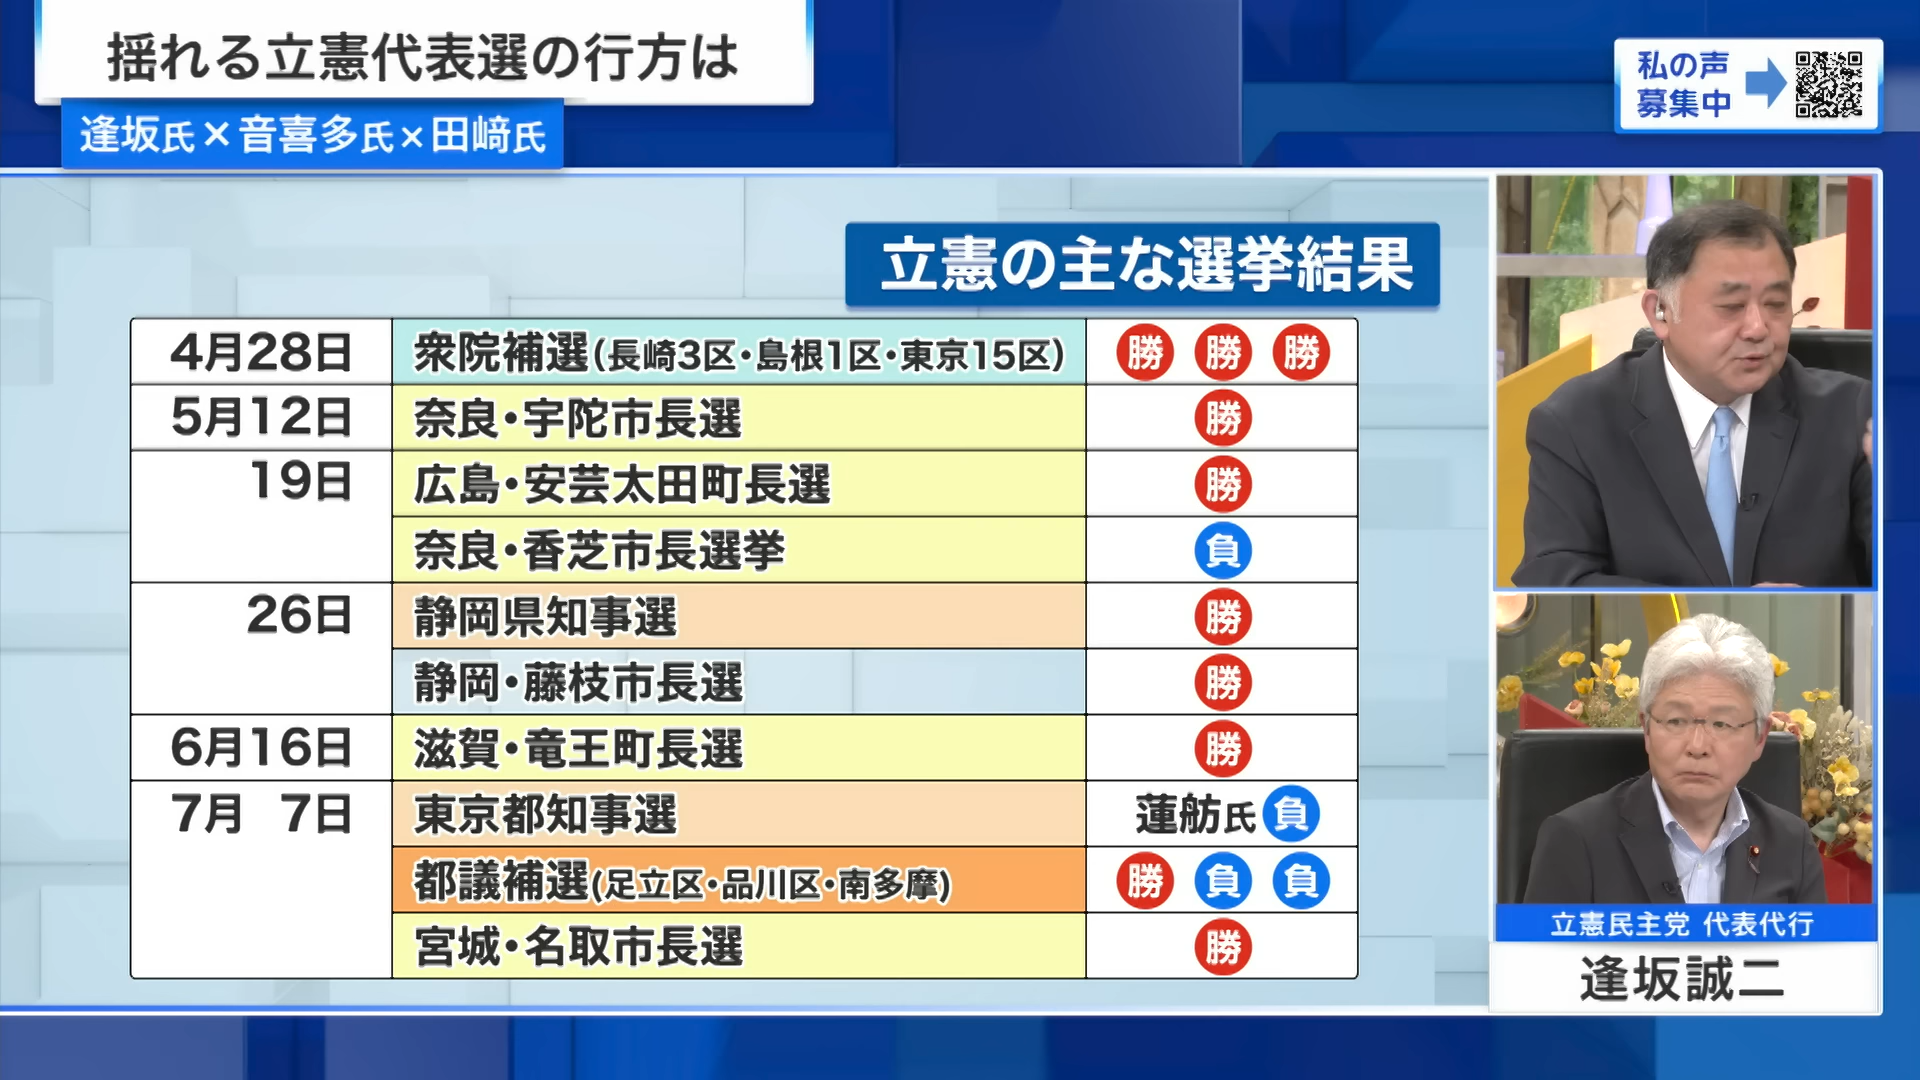 揺れる立憲代表選の行方は
逢坂氏×音喜多氏×田﨑氏
私の声
募集中
立憲の主な選挙結果
4月28日 衆院補選(長崎3区・島根1区・東京15区) 勝 勝 勝
5月12日 奈良・宇陀市長選 勝
19日 広島・安芸太田町長選 勝
奈良・香芝市長選挙 負
26日 静岡県知事選 勝
静岡・藤枝市長選 勝
6月16日 滋賀・竜王町長選 勝
7月 7日 東京都知事選 蓮舫氏 負
都議補選(足立区・品川区・南多摩) 勝 負 負
宮城・名取市長選 勝
立憲民主党 代表代行
逢坂誠二